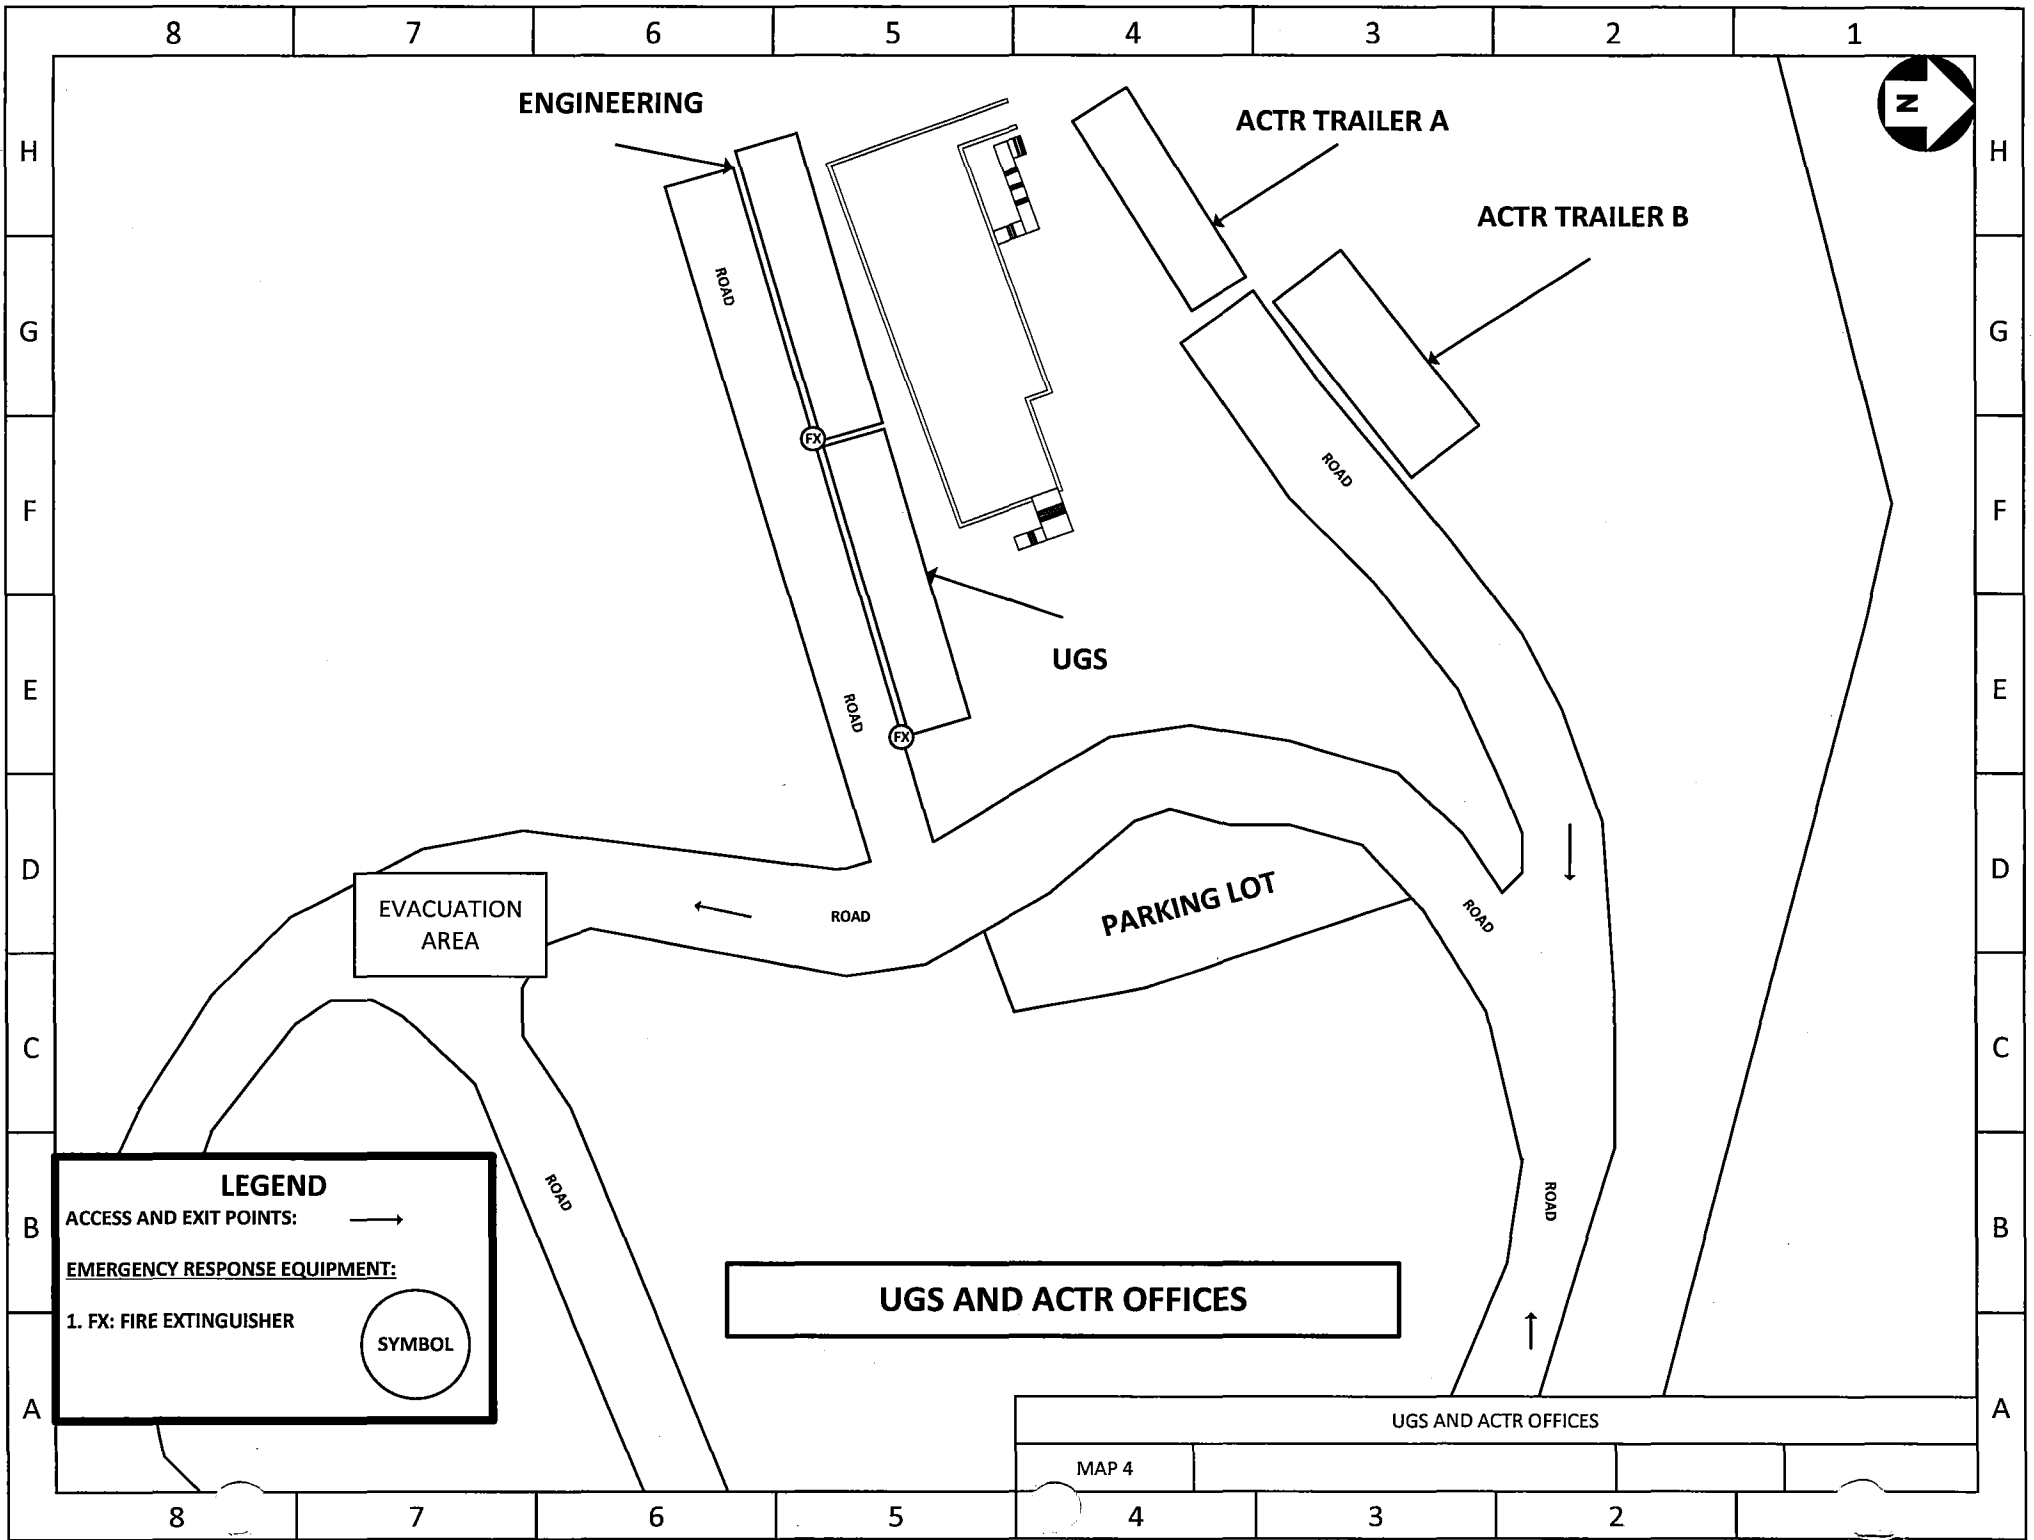 8 7 6 5 4 3 2 1
N
ENGINEERING
ACTR TRAILER A
H H
ACTR TRAILER B
ROAD
G G
FX
ROAD
F F
UGS
E E
ROAD
FX
D D
PARKING LOT
EVACUATION
AREA
ROAD
ROAD
C C
LEGEND
ACCESS AND EXIT POINTS:
ROAD
ROAD
B B
EMERGENCY RESPONSE EQUIPMENT:
UGS AND ACTR OFFICES
1. FX: FIRE EXTINGUISHER
SYMBOL
A A
UGS AND ACTR OFFICES
MAP 4
8 7 6 5 4 3 2